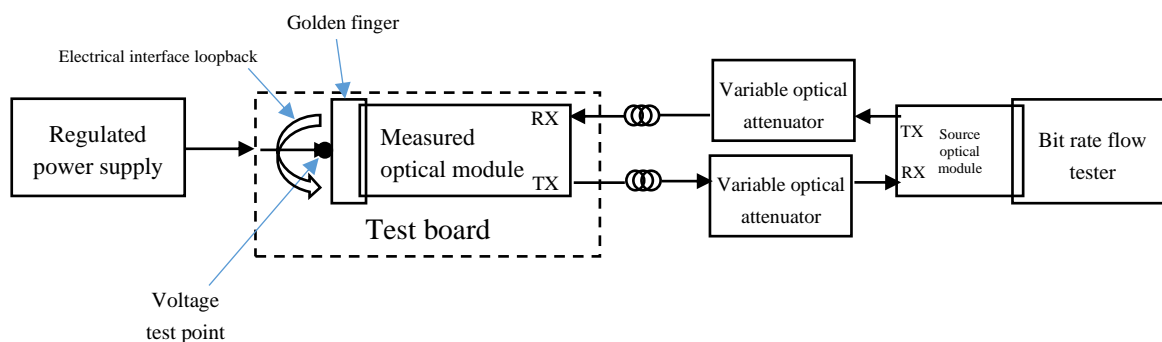 Golden finger
Electrical interface loopback
Regulated
power supply
Measured
optical module
RX
TX
Test board
Voltage
test point
Variable optical
attenuator
Variable optical
attenuator
TX
RX
Source
optical
module
Bit rate flow
tester